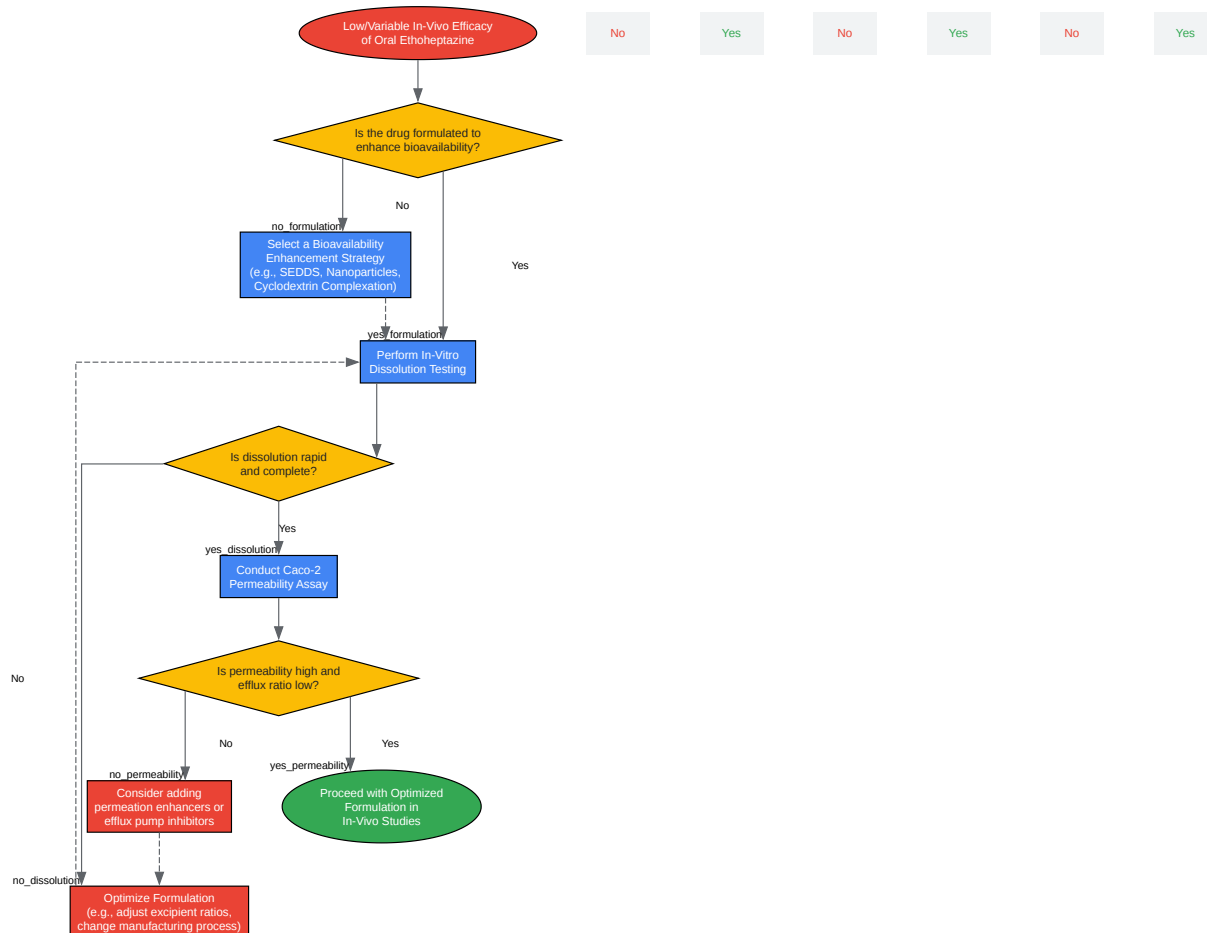 Low/Variable In-Vivo Efficacy
of Oral Ethoheptazine
No
Yes
No
Yes
No
Yes
Is the drug formulated to
enhance bioavailability?
No
no_formulation
Select a Bioavailability
Enhancement Strategy
(e.g., SEDDS, Nanoparticles,
Cyclodextrin Complexation)
Yes
yes_formulation
Perform In-Vitro
Dissolution Testing
Is dissolution rapid
and complete?
Yes
yes_dissolution
Conduct Caco-2
Permeability Assay
Is permeability high and
efflux ratio low?
No
No
Yes
yes_permeability
no_permeability
Consider adding
permeation enhancers or
efflux pump inhibitors
Proceed with Optimized
Formulation in
In-Vivo Studies
no_dissolution
Optimize Formulation
(e.g., adjust excipient ratios,
change manufacturing process)